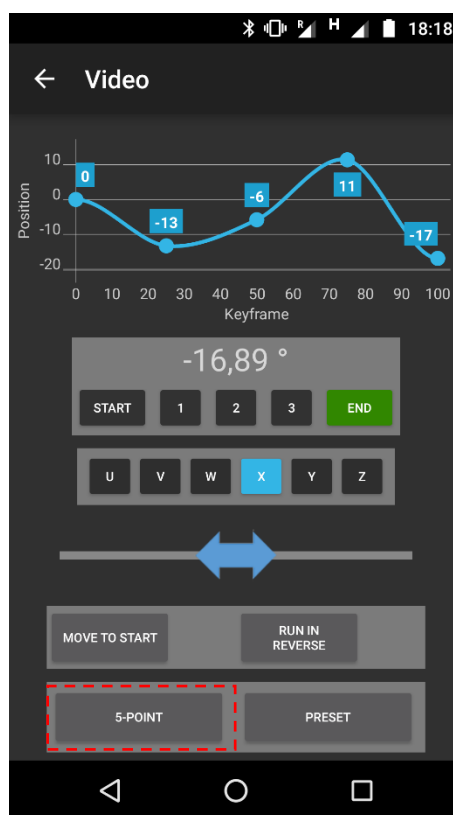 R H 18:18
Video
10
0
-10
-20
Position
0
-13
-6
11
-17
0 10 20 30 40 50 60 70 80 90 100
Keyframe
-16,89 °
START 1 2 3 END
U V W X Y Z
MOVE TO START
RUN IN
REVERSE
5-POINT PRESET